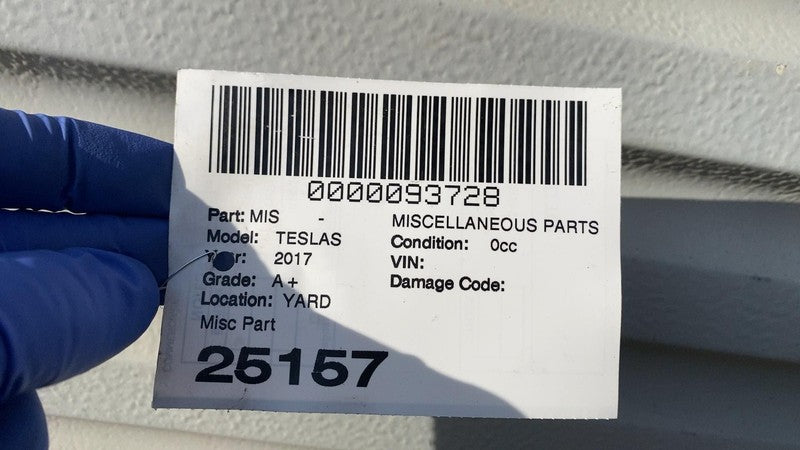 0000093728
Part: MIS - MISCELLANEOUS PARTS
Model: TESLAS Condition: 0cc
Year: 2017 VIN:
Grade: A+ Damage Code:
Location: YARD
Misc Part
25157